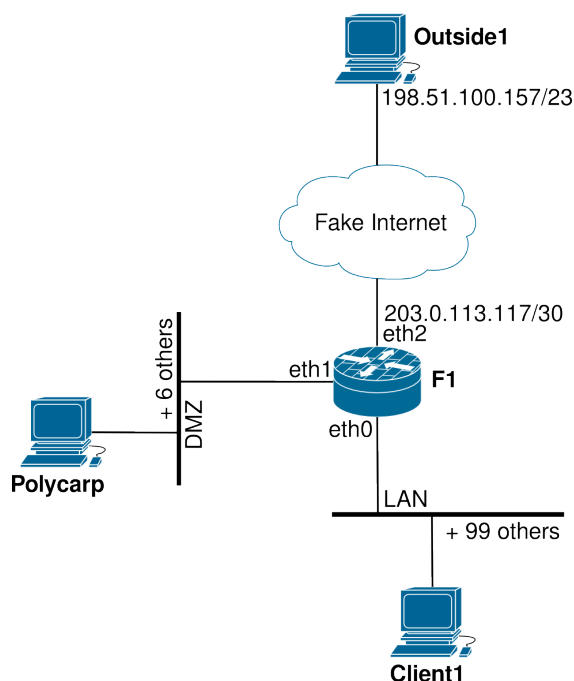 Outside1
198.51.100.157/23
Fake Internet
203.0.113.117/30
eth2
+ 6 others
DMZ
eth1
F1
eth0
Polycarp
LAN
+ 99 others
Client1